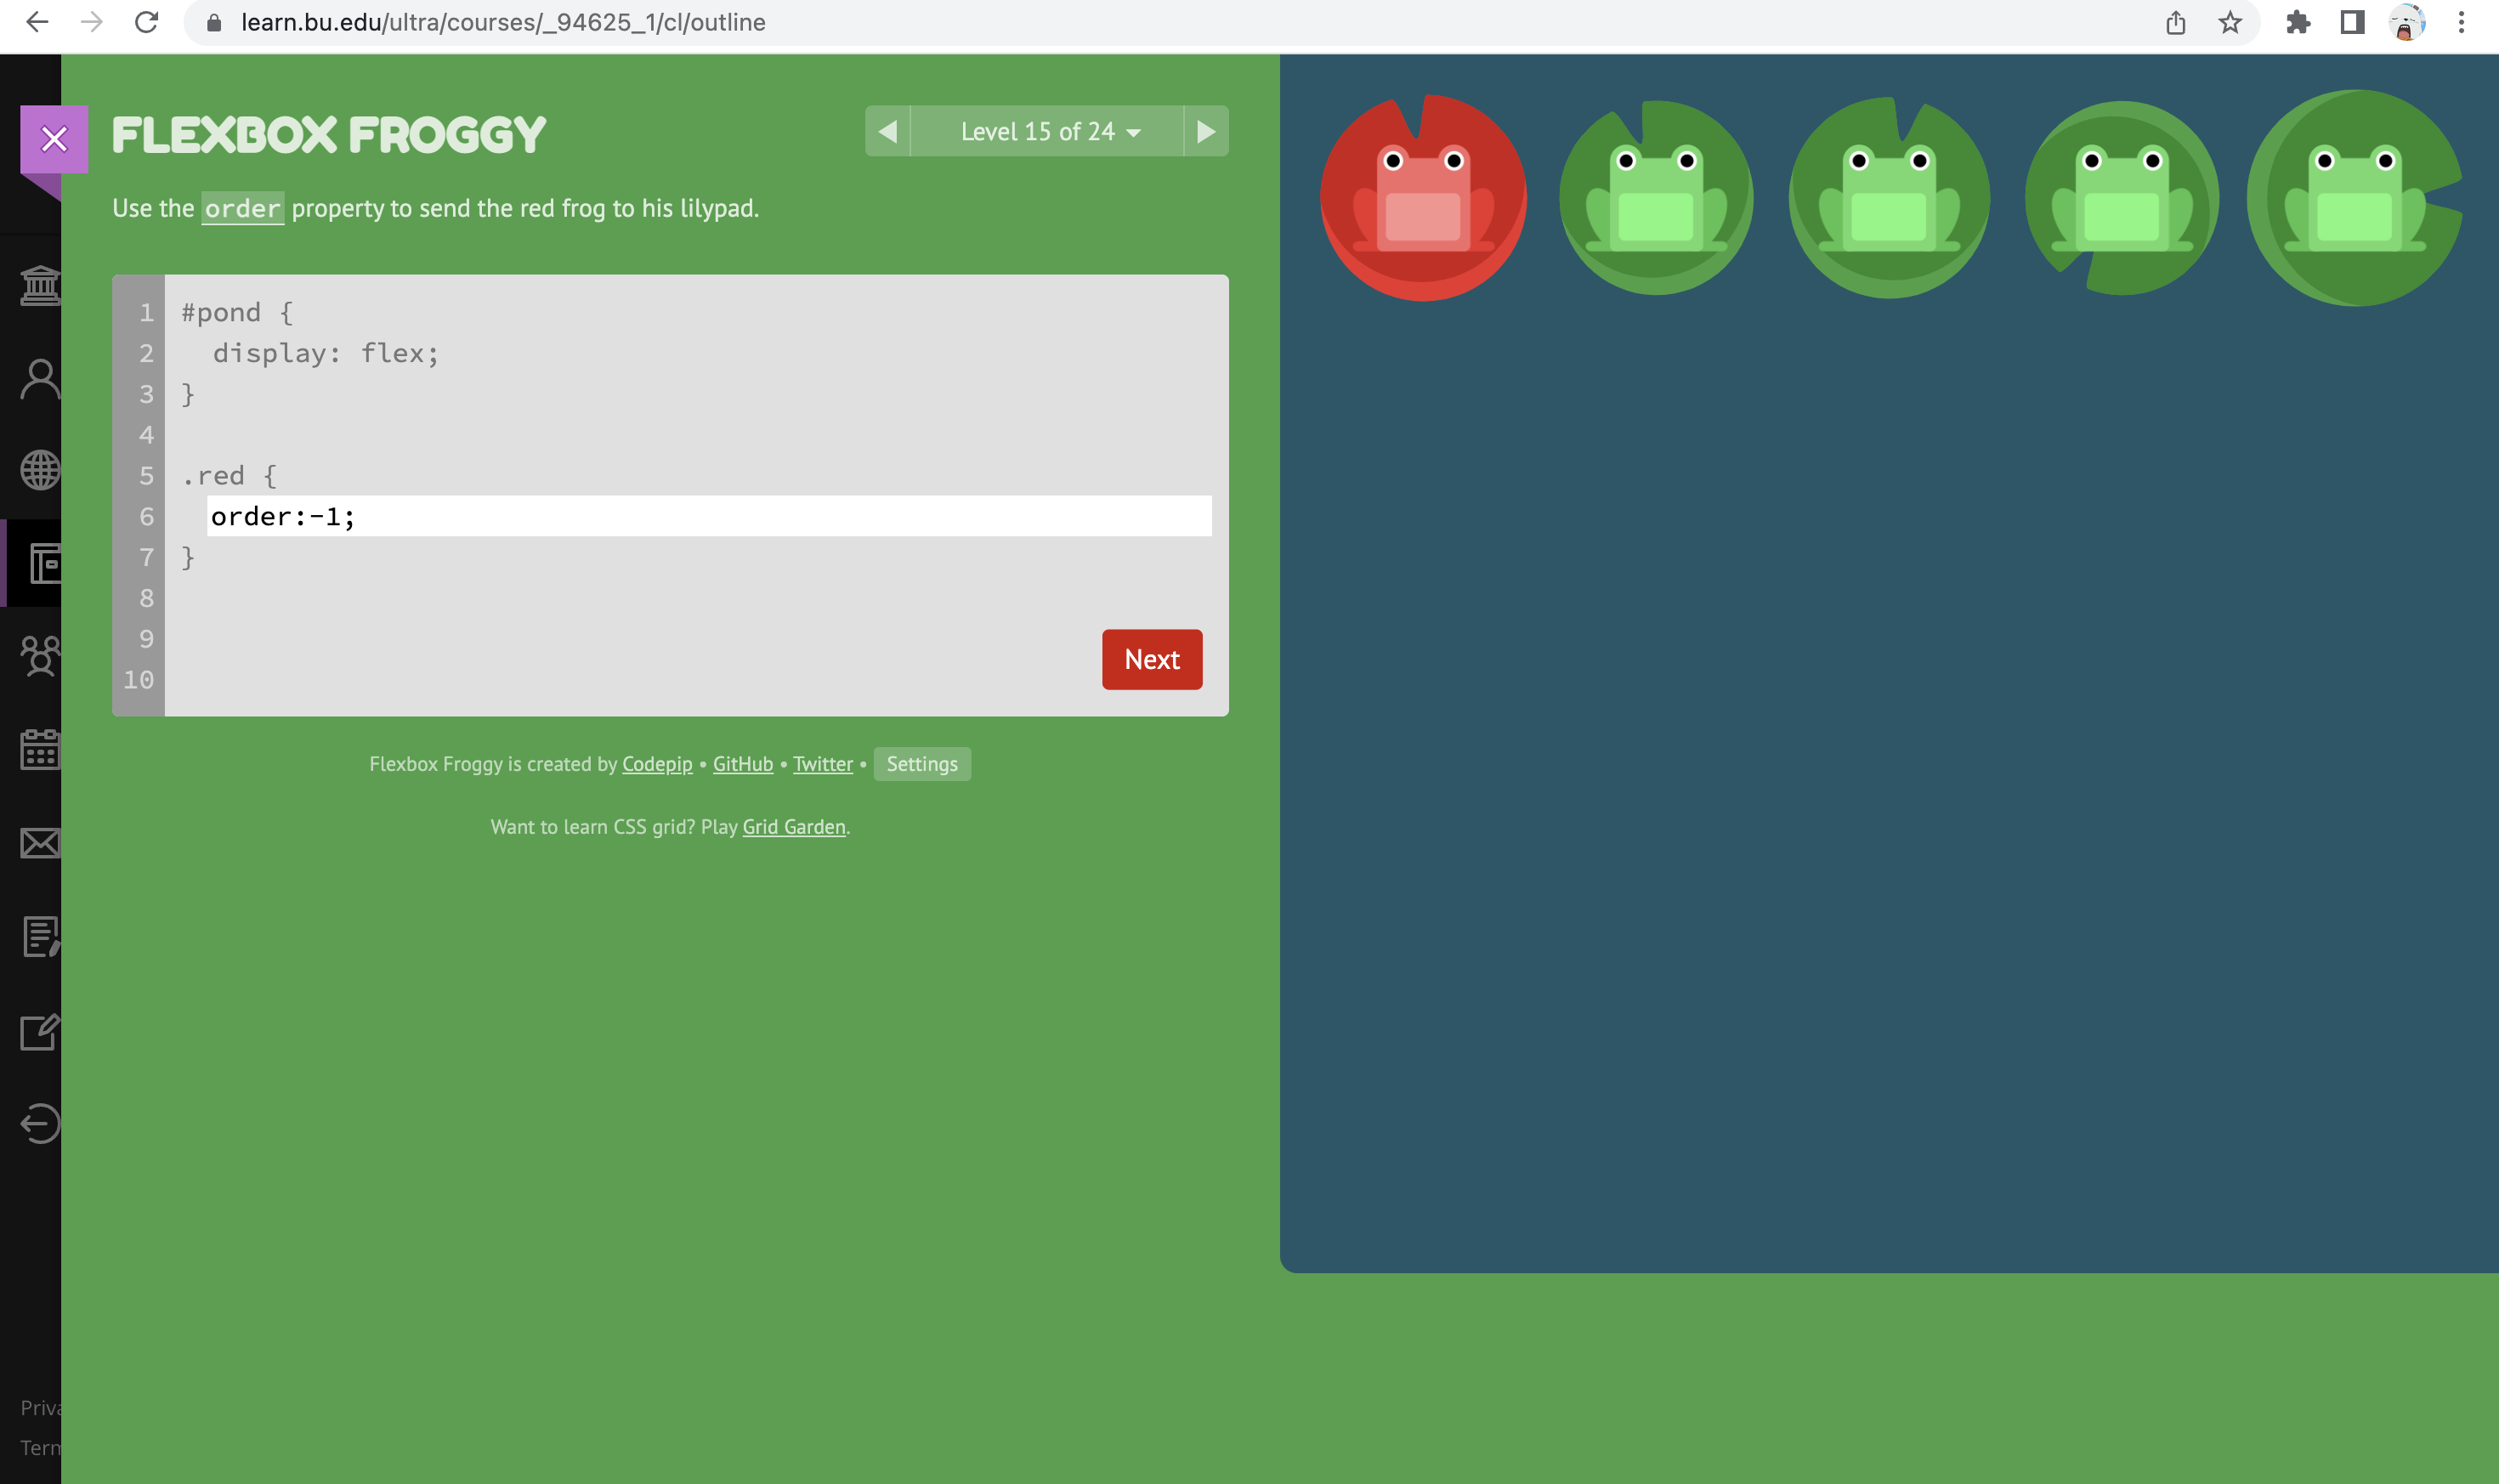 learn.bu.edu/ultra/courses/_94625_1/cl/outline
FLEXBOX FROGGY
Level 15 of 24
Use the order property to send the red frog to his lilypad.
1 #pond {
2 display: flex;
3 }
4
5 .red {
6 order:-1;
7 }
8
9
10
Next
Flexbox Froggy is created by Codepip • GitHub • Twitter • Settings
Want to learn CSS grid? Play Grid Garden.
Priva
Term